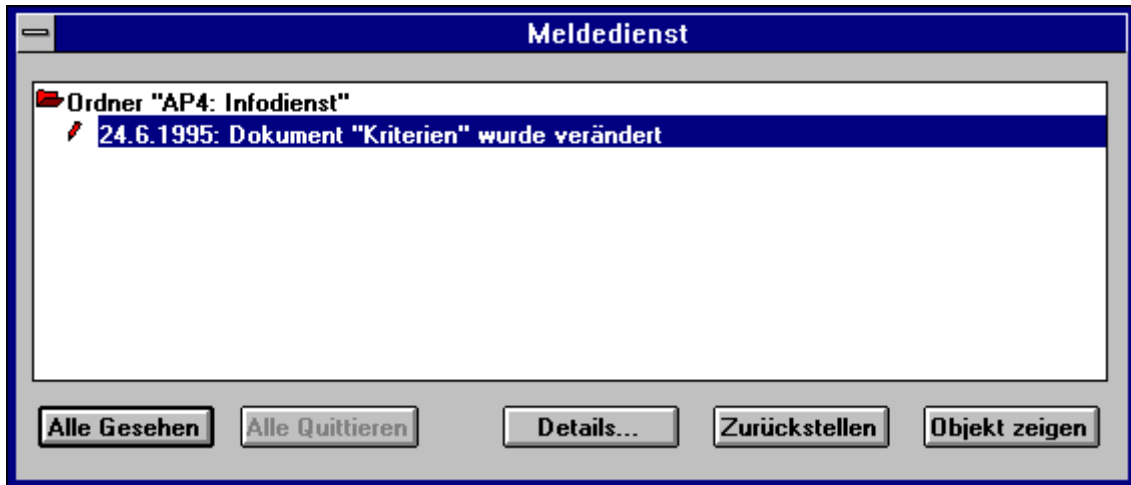 Meldedienst
Ordner "AP4: Infodienst"
24.6.1995: Dokument "Kriterien" wurde verändert
Alle Gesehen Alle Quittieren Details... Zurückstellen Objekt zeigen